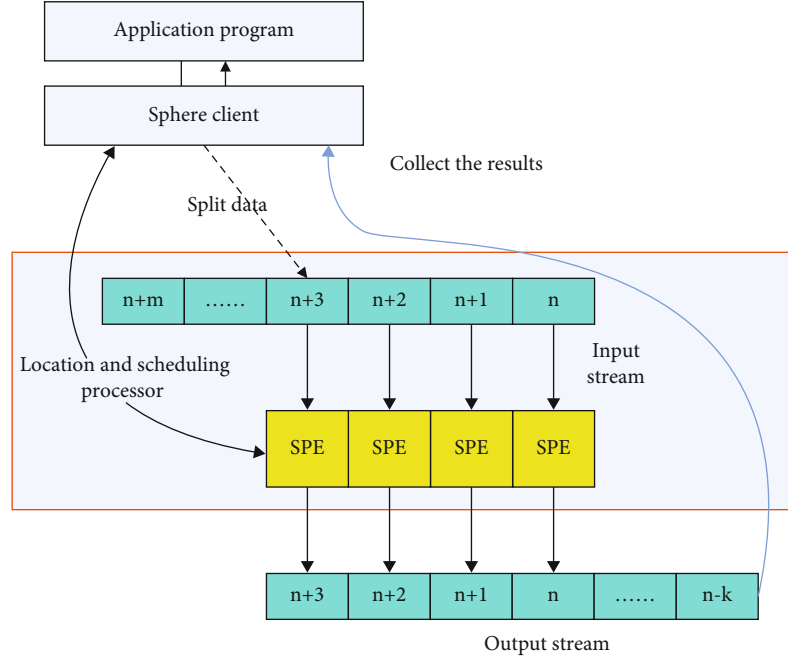 Application program
Sphere client
Collect the results
Split data
n+m …… n+3 n+2 n+1 n
Input
stream
Location and scheduling
processor
SPE SPE SPE SPE
n+3 n+2 n+1 n …… n-k
Output stream